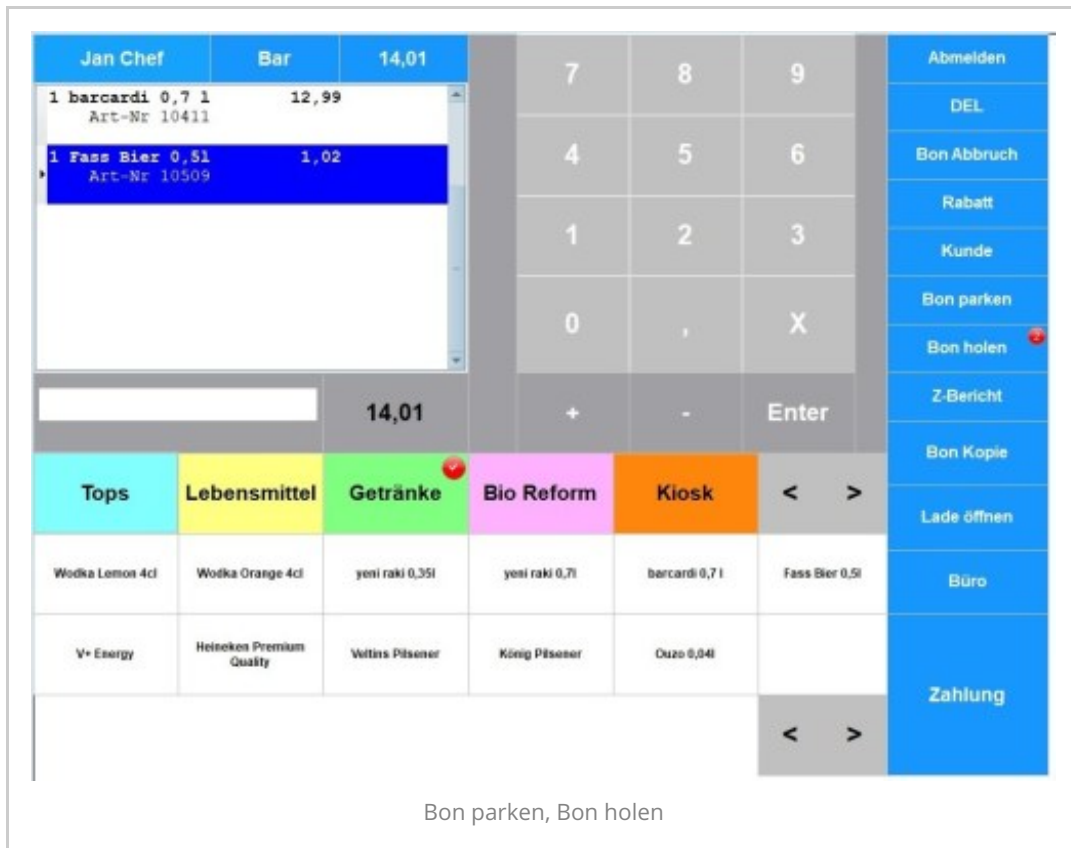 Jan Chef Bar 14,01
1 barcardi 0,7 l 12,99
Art-Nr 10411
1 Fass Bier 0,5l 1,02
Art-Nr 10509
7 8 9
4 5 6
1 2 3
0 , X
14,01 + - Enter
Abmelden
DEL
Bon Abbruch
Rabatt
Kunde
Bon parken
Bon holen 2
Z-Bericht
Bon Kopie
Lade öffnen
Büro
Zahlung
Tops Lebensmittel Getränke Bio Reform Kiosk < >
Wodka Lemon 4cl Wodka Orange 4cl yeni raki 0,35l yeni raki 0,7l barcardi 0,7 l Fass Bier 0,5l
V+ Energy Heineken Premium Quality Veltins Pilsener König Pilsener Ouzo 0,04l
< >
Bon parken, Bon holen